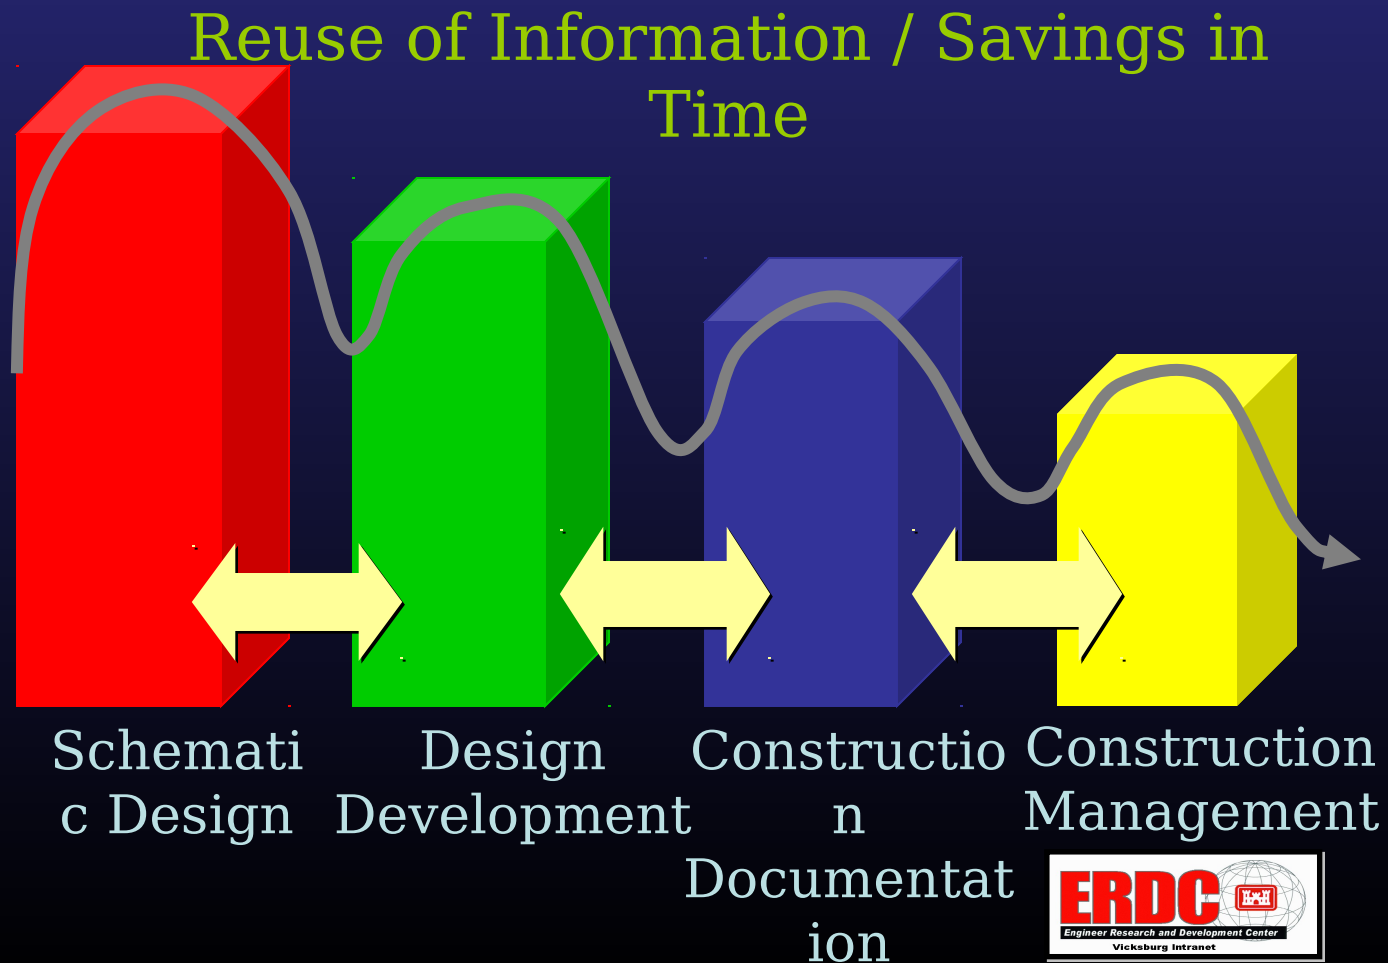 Reuse of Information / Savings in
Time
Schemati
c Design
Design
Development
Constructio
n
Documentat
ion
Construction
Management
ERDC
Engineer Research and Development Center
Vicksburg Intranet